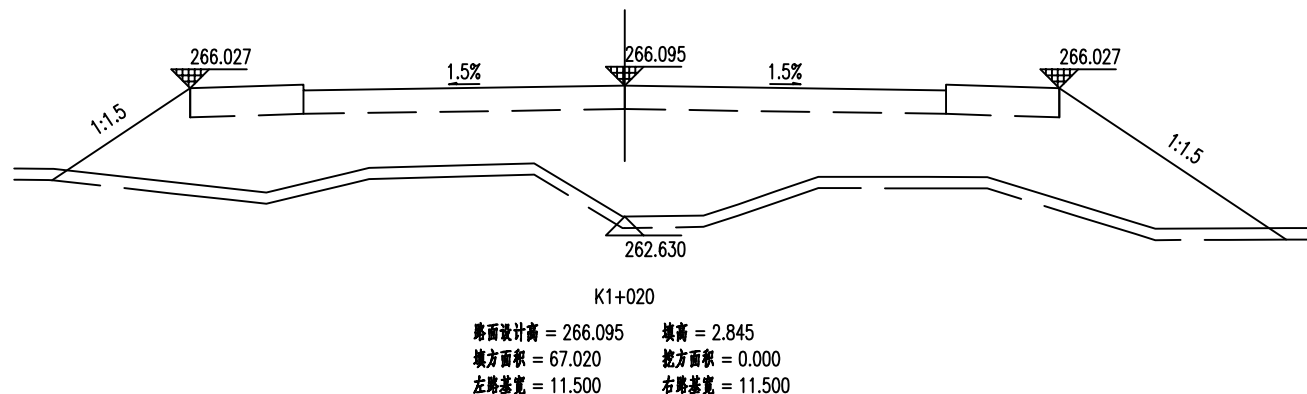 266.027
266.095
266.027
1.5%
1.5%
1:1.5
1:1.5
262.630
K1+020
路面设计高 = 266.095 填高 = 2.845
填方面积 = 67.020 挖方面积 = 0.000
左路基宽 = 11.500 右路基宽 = 11.500